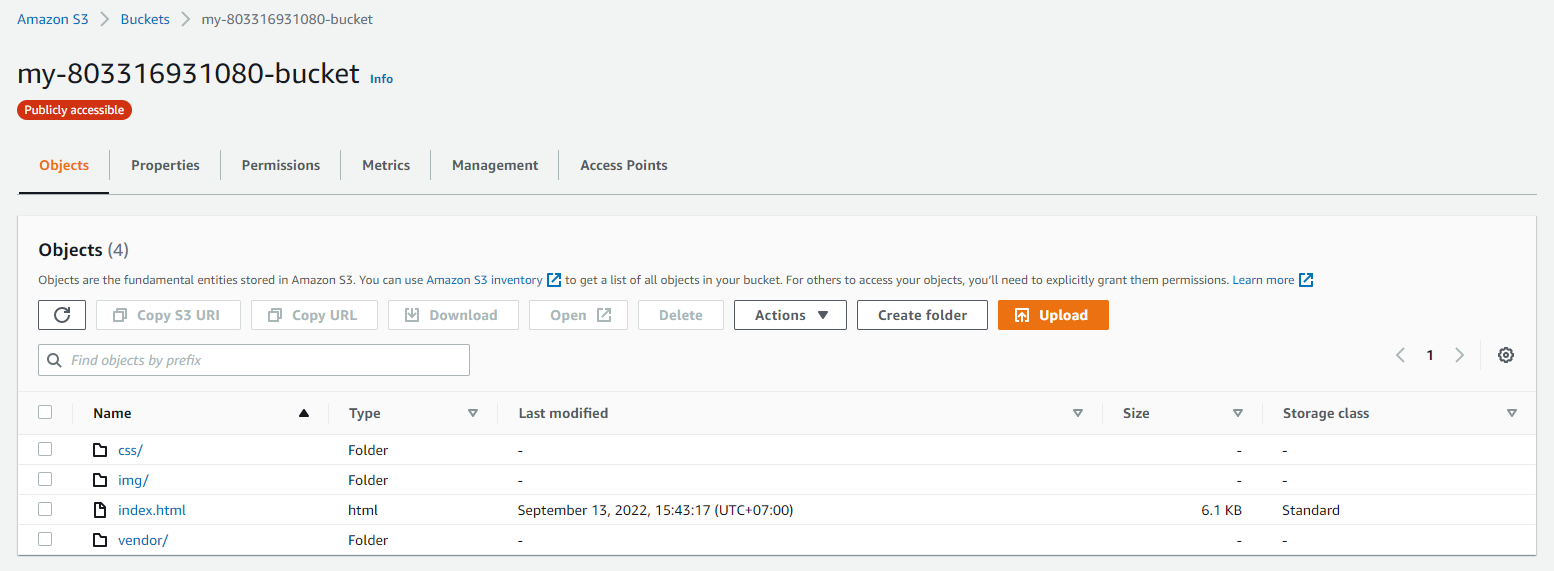 Amazon S3 > Buckets > my-803316931080-bucket
my-803316931080-bucket Info
Publicly accessible
Objects Properties Permissions Metrics Management Access Points
Objects (4)
Objects are the fundamental entities stored in Amazon S3. You can use Amazon S3 inventory to get a list of all objects in your bucket. For others to access your objects, you'll need to explicitly grant them permissions. Learn more
Copy S3 URI Copy URL Download Open Delete Actions Create folder Upload
Find objects by prefix 1
Name Type Last modified Size Storage class
css/ Folder - - -
img/ Folder - - -
index.html html September 13, 2022, 15:43:17 (UTC+07:00) 6.1 KB Standard
vendor/ Folder - - -